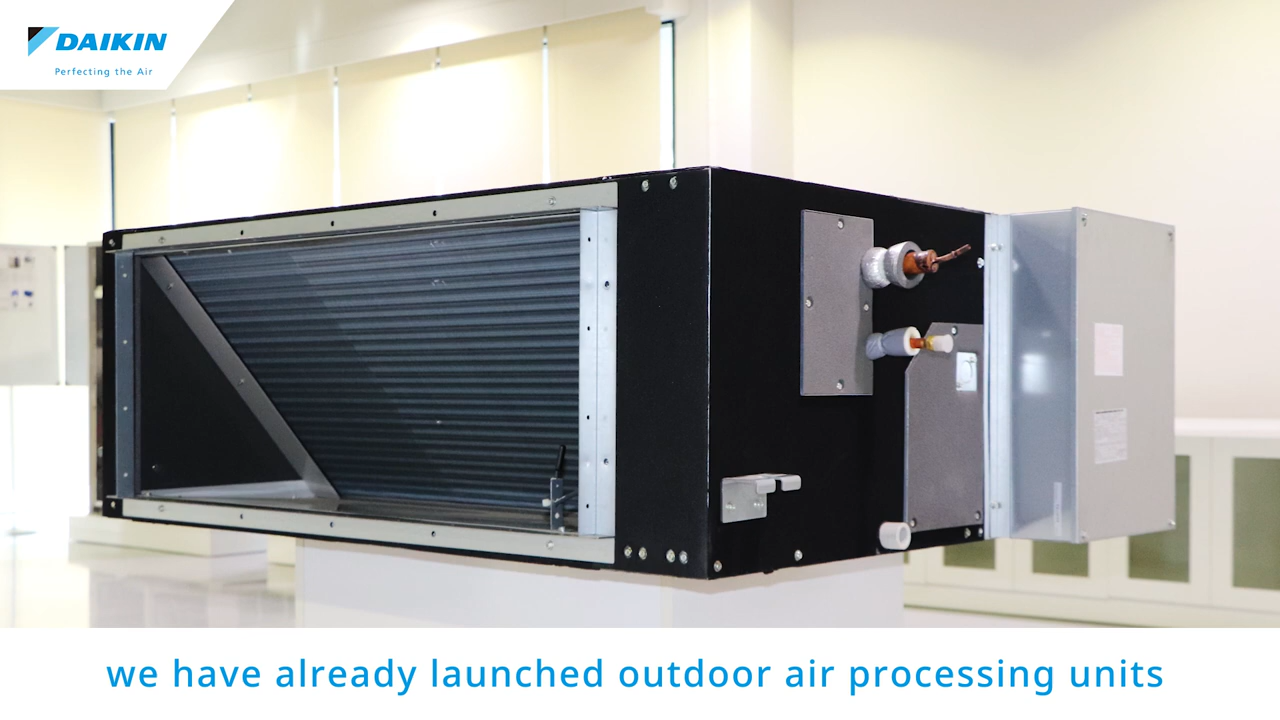 DAIKIN
Perfecting the Air
we have already launched outdoor air processing units